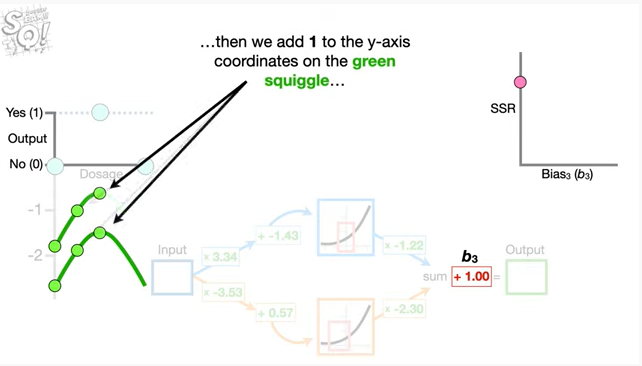 SQ!
…then we add 1 to the y-axis
coordinates on the green
squiggle…
Yes (1)
Output
No (0)
Dosage
-1
-2
SSR
Bias₃ (b₃)
Input
x 3.34
+ -1.43
x -1.22
x -3.53
+ 0.57
x -2.30
b₃
sum + 1.00 =
Output